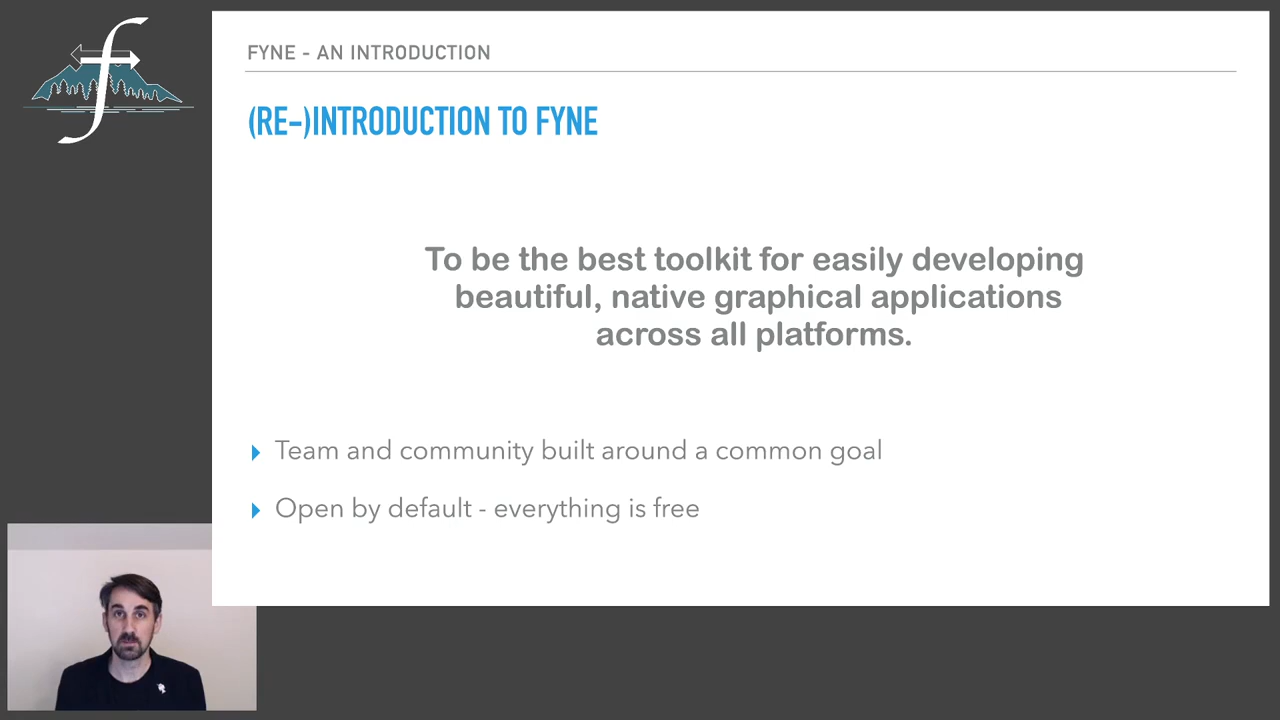 FYNE - AN INTRODUCTION
(RE-)INTRODUCTION TO FYNE
To be the best toolkit for easily developing
beautiful, native graphical applications
across all platforms.
Team and community built around a common goal
Open by default - everything is free